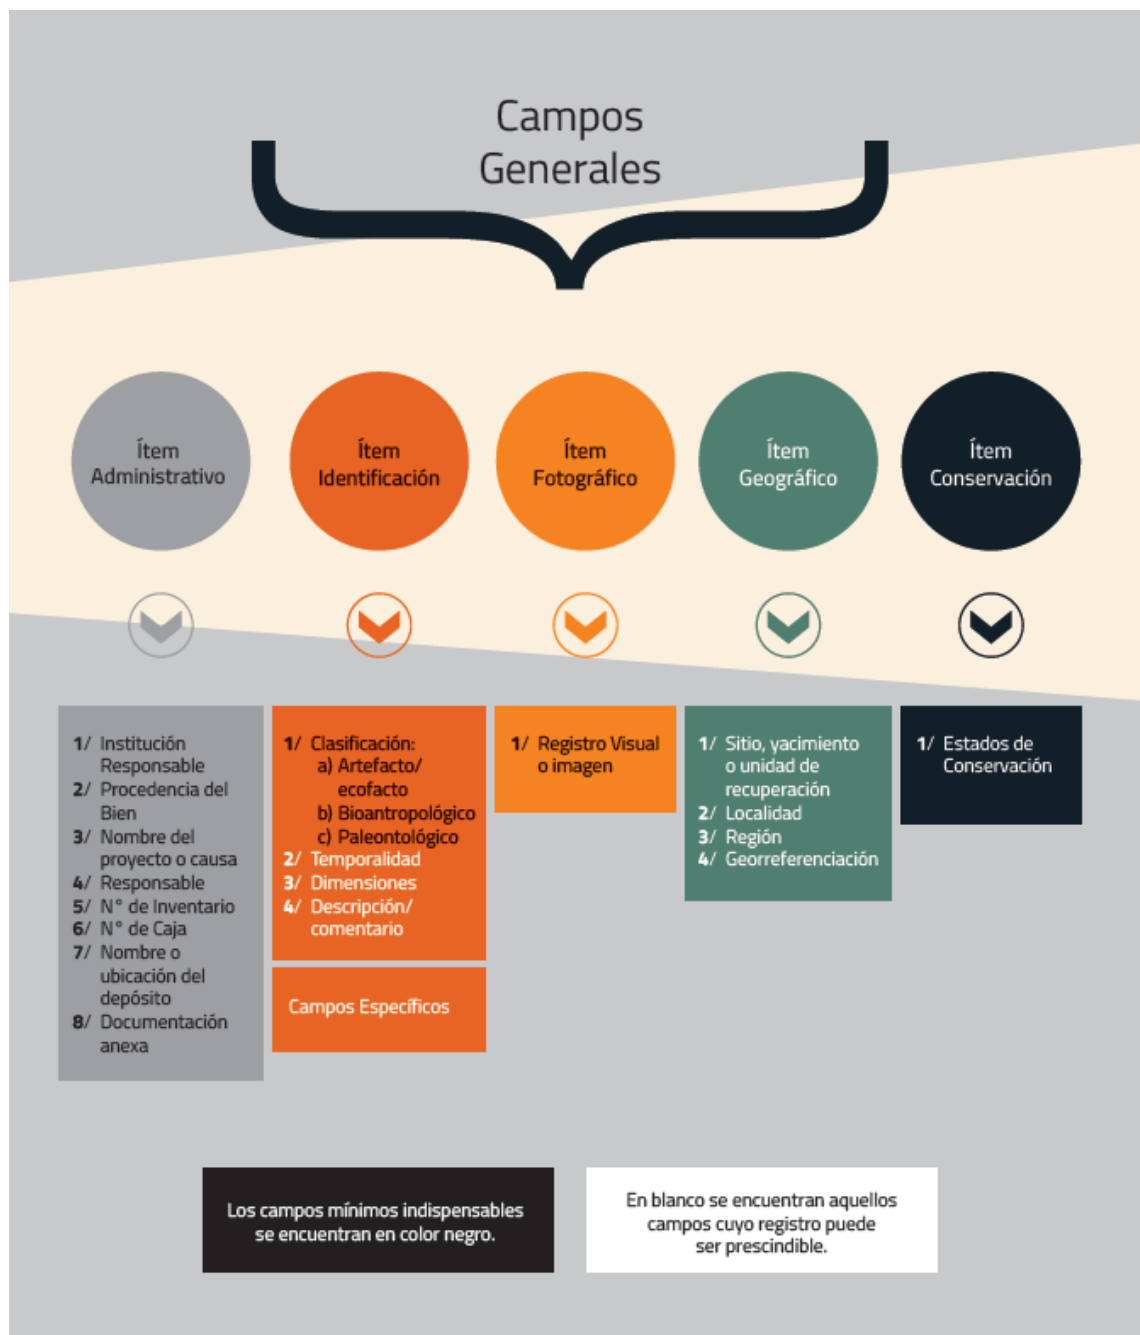 Campos
Generales
Ítem
Administrativo
Ítem
Identificación
Ítem
Fotográfico
Ítem
Geográfico
Ítem
Conservación
1/ Institución
Responsable
2/ Procedencia del
Bien
3/ Nombre del
proyecto o causa
4/ Responsable
5/ N° de Inventario
6/ N° de Caja
7/ Nombre o
ubicación del
depósito
8/ Documentación
anexa
1/ Clasificación:
a) Artefacto/
ecofacto
b) Bioantropológico
c) Paleontológico
2/ Temporalidad
3/ Dimensiones
4/ Descripción/
comentario
Campos Específicos
1/ Registro Visual
o imagen
1/ Sitio, yacimiento
o unidad de
recuperación
2/ Localidad
3/ Región
4/ Georreferenciación
1/ Estados de
Conservación
Los campos mínimos indispensables
se encuentran en color negro.
En blanco se encuentran aquellos
campos cuyo registro puede
ser prescindible.